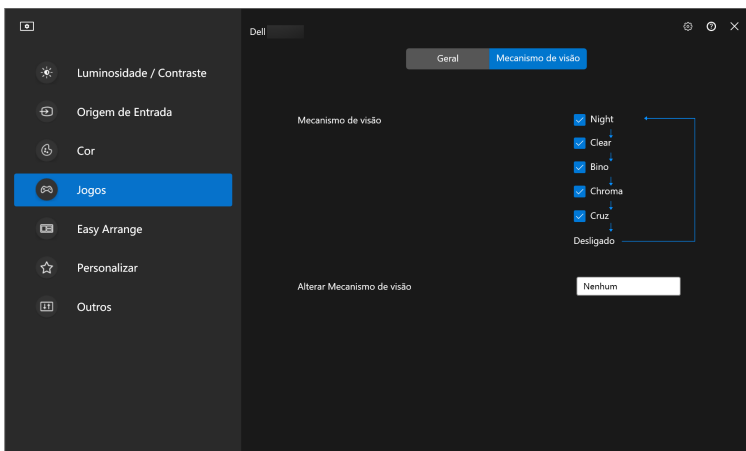 Dell
Geral
Mecanismo de visão
Luminosidade / Contraste
Origem de Entrada
Cor
Jogos
Easy Arrange
Personalizar
Outros
Mecanismo de visão
Night
Clear
Bino
Chroma
Cruz
Desligado
Alterar Mecanismo de visão
Nenhum